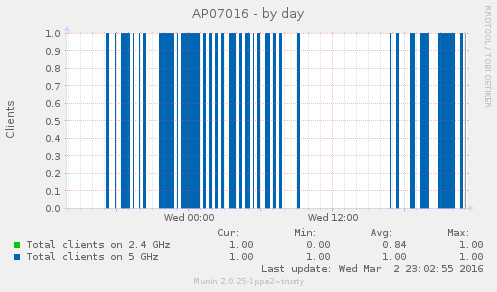 AP07016 - by day
RRDTOOL / TOBI OETIKER
Clients
1.0
0.9
0.8
0.7
0.6
0.5
0.4
0.3
0.2
0.1
0.0
Wed 00:00 Wed 12:00
Cur: Min: Avg: Max:
Total clients on 2.4 GHz 1.00 0.00 0.84 1.00
Total clients on 5 GHz 1.00 1.00 1.00 1.00
Last update: Wed Mar 2 23:02:55 2016
Munin 2.0.25-1ppa2~trusty